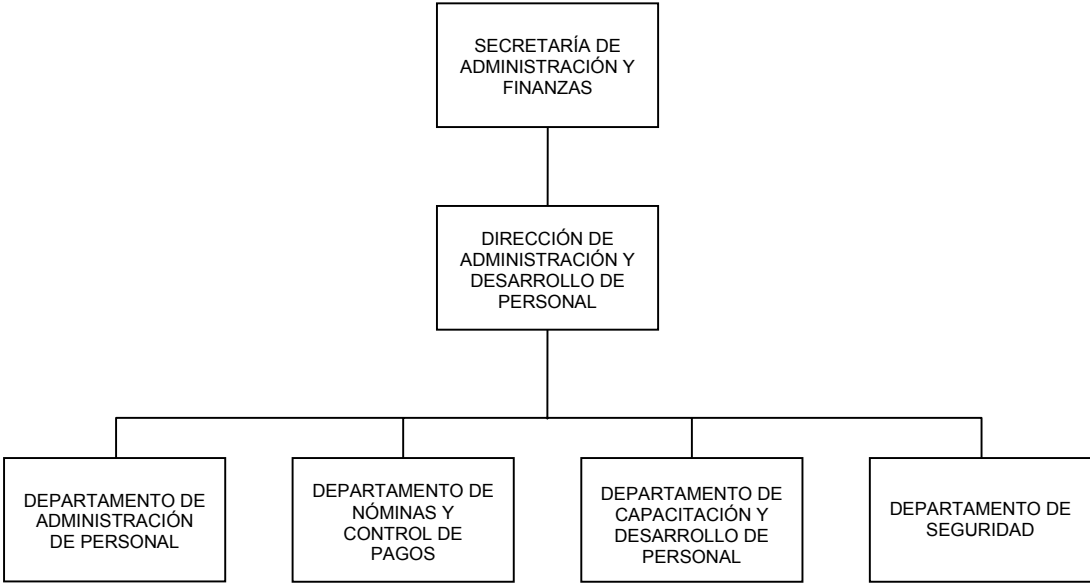 SECRETARÍA DE
ADMINISTRACIÓN Y
FINANZAS
DIRECCIÓN DE
ADMINISTRACIÓN Y
DESARROLLO DE
PERSONAL
DEPARTAMENTO DE
ADMINISTRACIÓN
DE PERSONAL
DEPARTAMENTO DE
NÓMINAS Y
CONTROL DE
PAGOS
DEPARTAMENTO DE
CAPACITACIÓN Y
DESARROLLO DE
PERSONAL
DEPARTAMENTO DE
SEGURIDAD